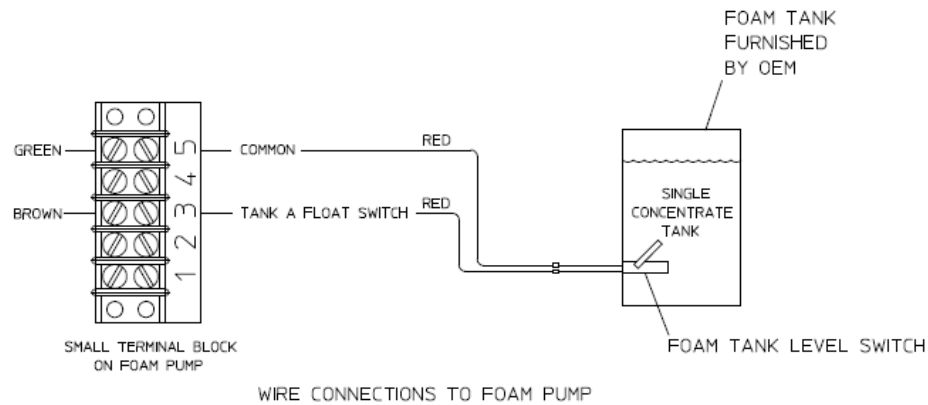 FOAM TANK
FURNISHED
BY OEM
GREEN
5
COMMON
RED
4
BROWN
3
TANK A FLOAT SWITCH
RED
2
1
SINGLE
CONCENTRATE
TANK
FOAM TANK LEVEL SWITCH
SMALL TERMINAL BLOCK
ON FOAM PUMP
WIRE CONNECTIONS TO FOAM PUMP